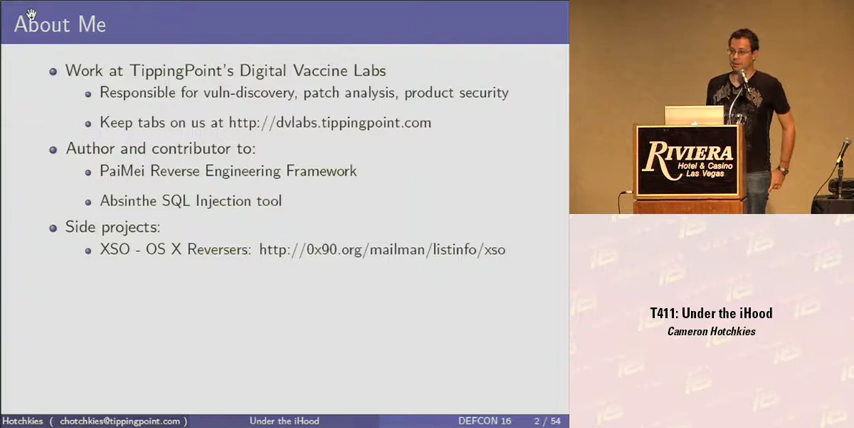 About Me
Work at TippingPoint's Digital Vaccine Labs
Responsible for vuln-discovery, patch analysis, product security
Keep tabs on us at http://dvlabs.tippingpoint.com
Author and contributor to:
PaiMei Reverse Engineering Framework
Absinthe SQL Injection tool
Side projects:
XSO - OS X Reversers: http://0x90.org/mailman/listinfo/xso
Hotchkies ( chotchkies@tippingpoint.com ) Under the iHood DEFCON 16 2 / 54
RIVIERA
Hotel & Casino
Las Vegas
T411: Under the iHood
Cameron Hotchkies